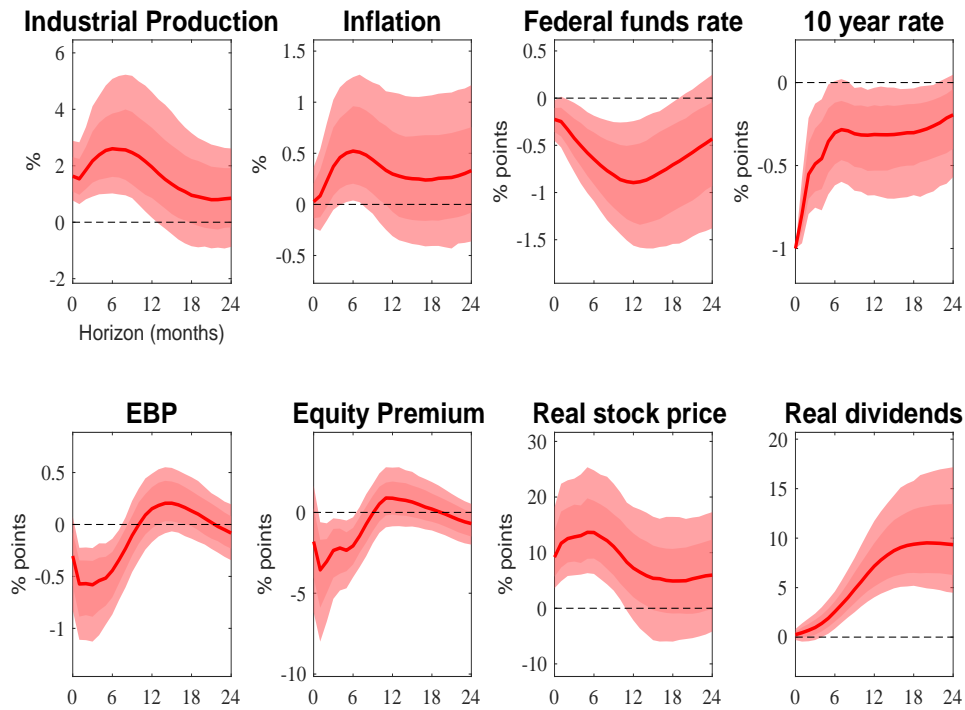 Industrial Production
6
4
2
0
-2
%
0 6 12 18 24
Horizon (months)
Inflation
1.5
1
0.5
0
-0.5
%
0 6 12 18 24
Federal funds rate
0.5
0
-0.5
-1
-1.5
% points
0 6 12 18 24
10 year rate
0
-0.5
-1
% points
0 6 12 18 24
EBP
0.5
0
-0.5
-1
% points
0 6 12 18 24
Equity Premium
0
-5
-10
% points
0 6 12 18 24
Real stock price
30
20
10
0
-10
% points
0 6 12 18 24
Real dividends
20
15
10
5
0
% points
0 6 12 18 24